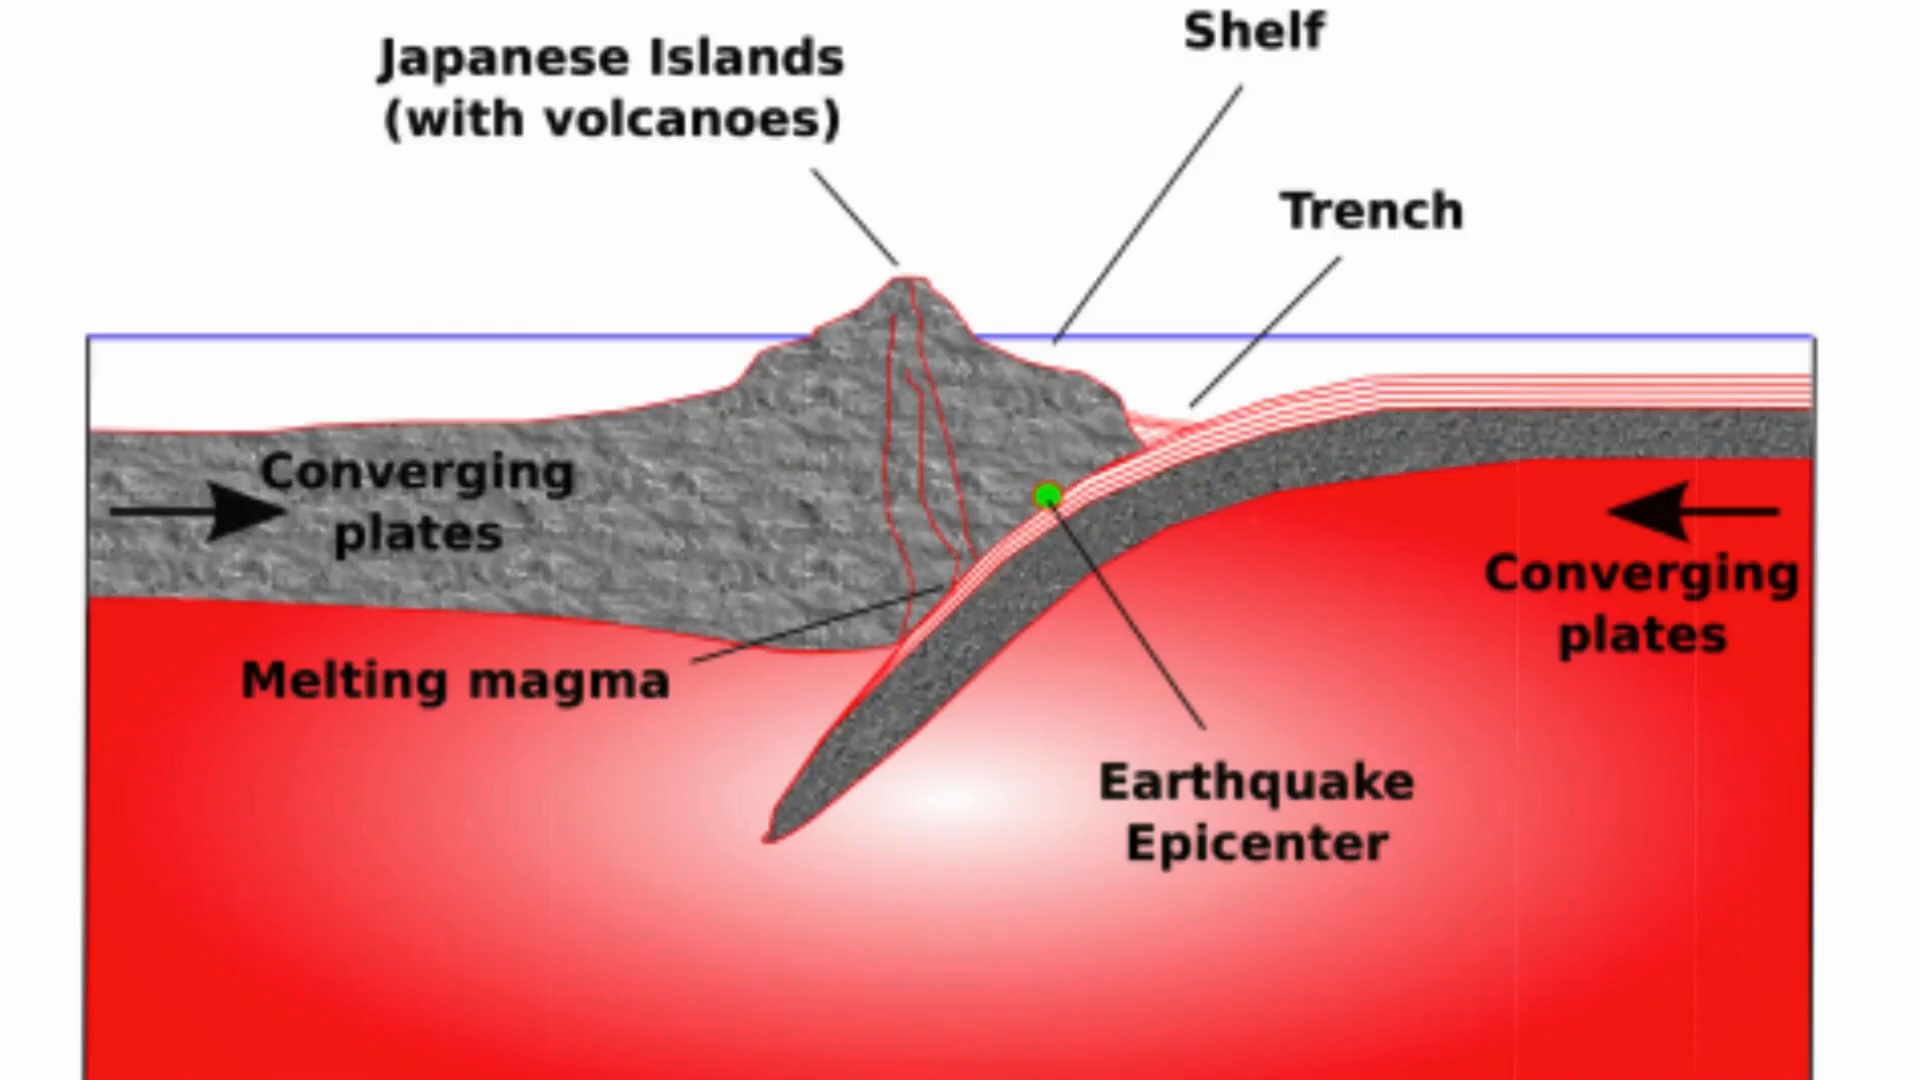 Shelf
Japanese Islands
(with volcanoes)
Trench
Converging
plates
Converging
plates
Melting magma
Earthquake
Epicenter